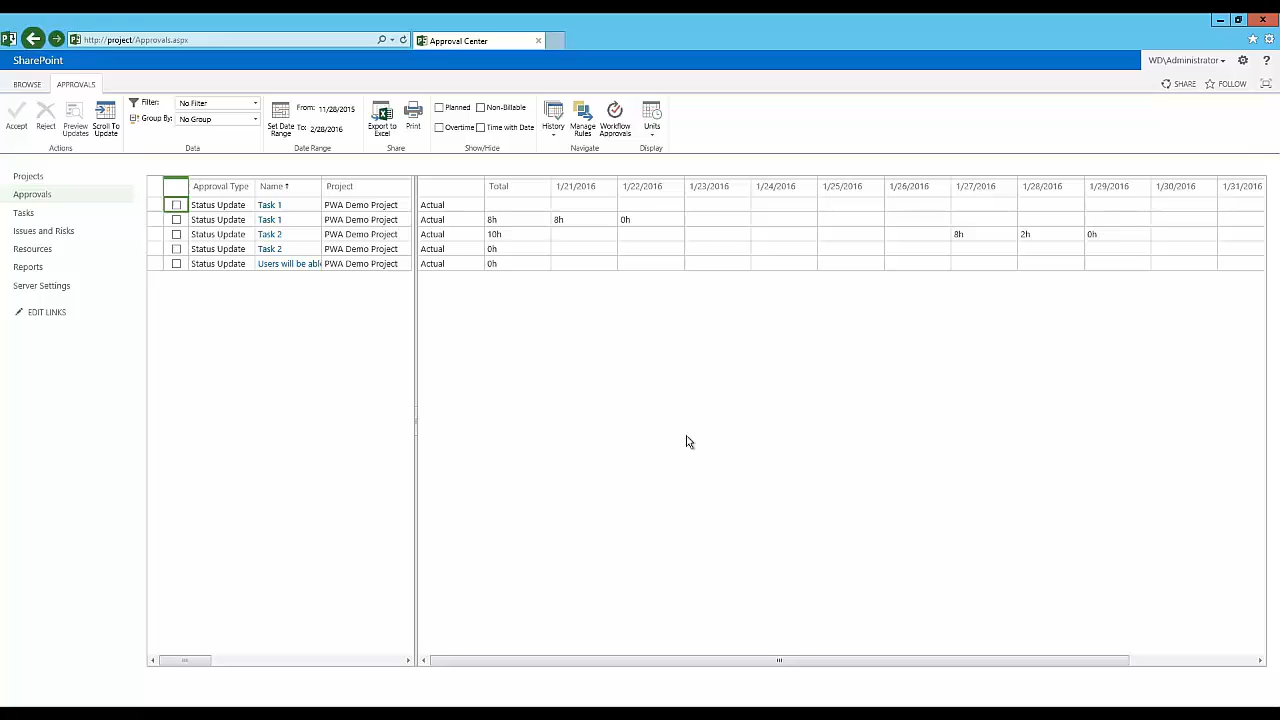 http://project/Approvals.aspx
Approval Center
SharePoint
WD\Administrator
?
BROWSE
APPROVALS
SHARE
FOLLOW
Accept
Reject
Preview Updates
Scroll To Update
Actions
Filter:
No Filter
Group By:
No Group
Data
Set Date Range
From: 11/28/2015
To: 2/28/2016
Date Range
Export to Excel
Print
Share
Planned
Non-Billable
Overtime
Time with Date
Show/Hide
History
Manage Rules
Workflow Approvals
Navigate
Units
Display
Projects
Approvals
Tasks
Issues and Risks
Resources
Reports
Server Settings
EDIT LINKS
Approval Type Name Project Total 1/21/2016 1/22/2016 1/23/2016 1/24/2016 1/25/2016 1/26/2016 1/27/2016 1/28/2016 1/29/2016 1/30/2016 1/31/2016
Status Update Task 1 PWA Demo Project Actual
Status Update Task 1 PWA Demo Project Actual 8h 8h 0h
Status Update Task 2 PWA Demo Project Actual 10h 8h 2h 0h
Status Update Task 2 PWA Demo Project Actual 0h
Status Update Users will be abl PWA Demo Project Actual 0h